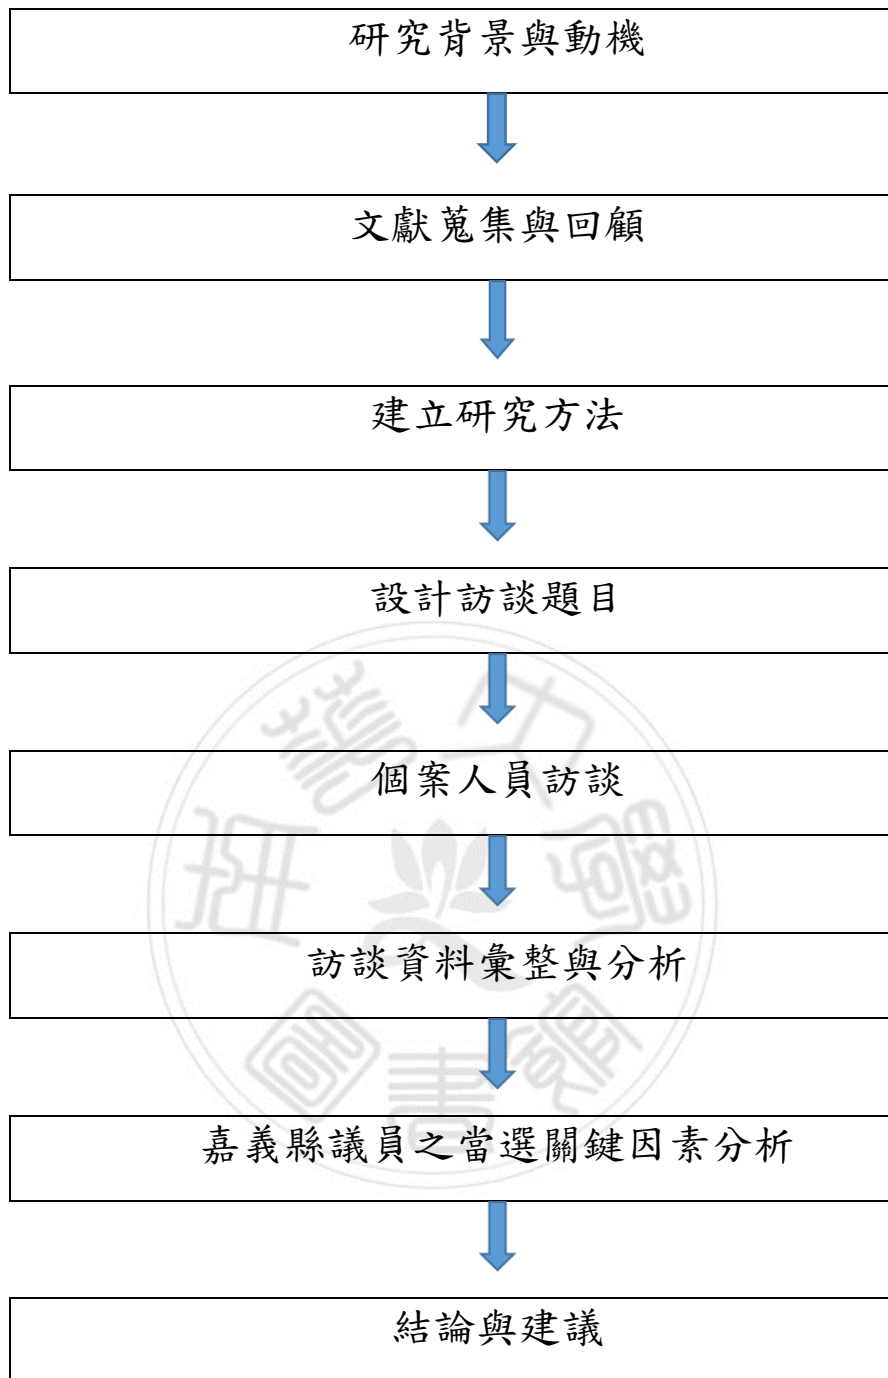 研究背景與動機
文獻蒐集與回顧
建立研究方法
設計訪談題目
個案人員訪談
訪談資料彙整與分析
嘉義縣議員之當選關鍵因素分析
結論與建議